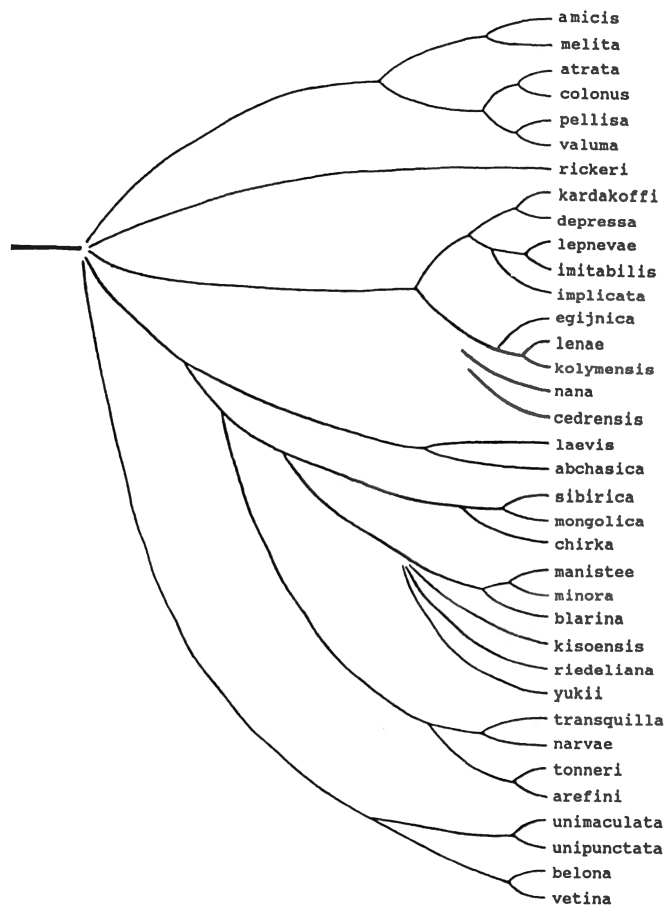 amicis
melita
atrata
colonus
pellisa
valuma
rickeri
kardakoffi
depressa
lepnevae
imitabilis
implicata
egijnica
lenae
kolymensis
nana
cedrensis
laevis
abchasica
sibirica
mongolica
chirka
manistee
minora
blarina
kisoensis
riedeliana
yukii
transquilla
narvae
tonneri
arefini
unimaculata
unipunctata
belona
vetina